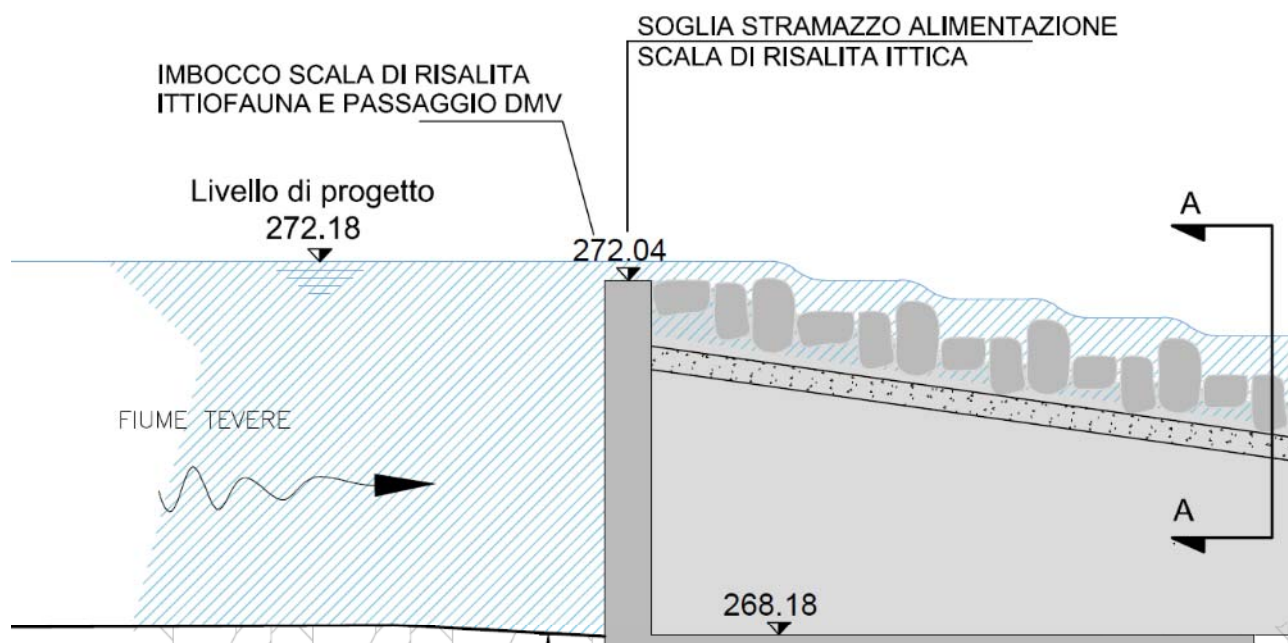 SOGLIA STRAMAZZO ALIMENTAZIONE
SCALA DI RISALITA ITTICA
IMBOCCO SCALA DI RISALITA
ITTIOFAUNA E PASSAGGIO DMV
Livello di progetto
272.18
272.04
A
FIUME TEVERE
A
268.18